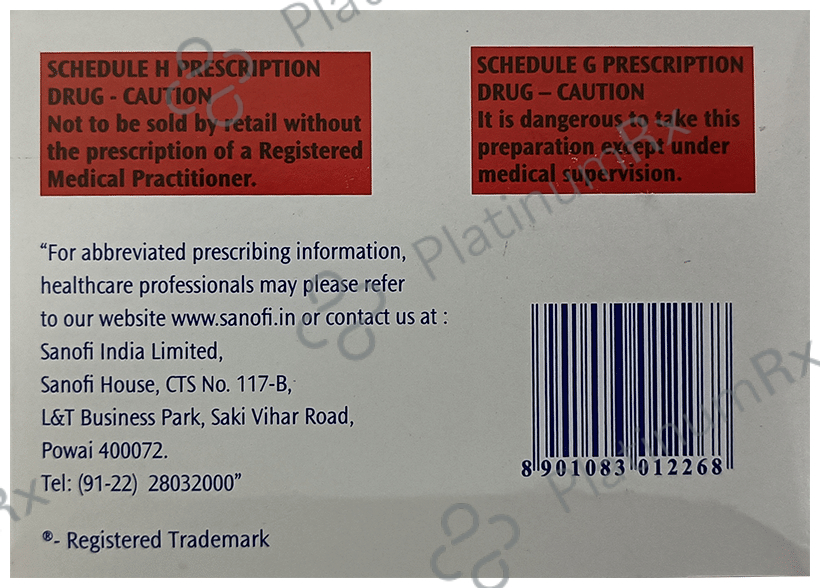 SCHEDULE H PRESCRIPTION
DRUG - CAUTION
Not to be sold by retail without
the prescription of a Registered
Medical Practitioner.
SCHEDULE G PRESCRIPTION
DRUG – CAUTION
It is dangerous to take this
preparation except under
medical supervision.
“For abbreviated prescribing information,
healthcare professionals may please refer
to our website www.sanofi.in or contact us at :
Sanofi India Limited,
Sanofi House, CTS No. 117-B,
L&T Business Park, Saki Vihar Road,
Powai 400072.
Tel: (91-22) 28032000”
®- Registered Trademark
8 901083 012268
PlatinumRx
PlatinumRx
Rx